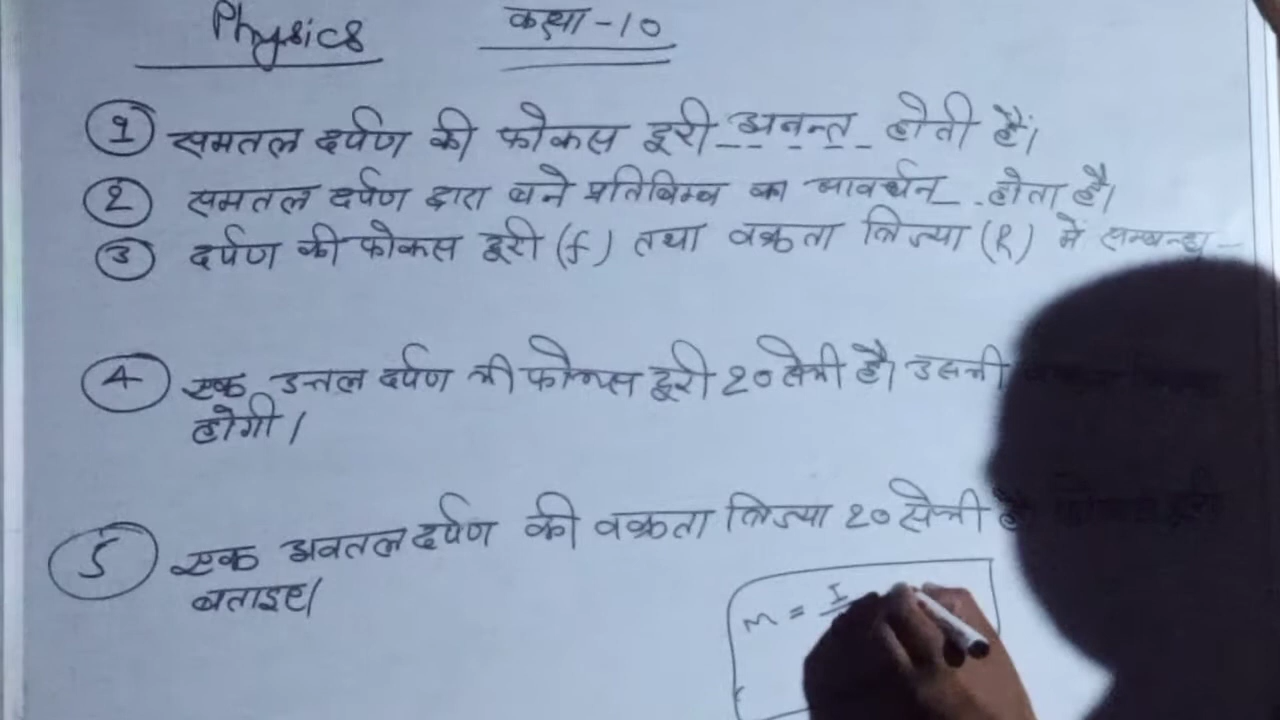 Physics कक्षा - 10
① समतल दर्पण की फोकस दूरी अनन्त होती है।
② समतल दर्पण द्वारा बने प्रतिबिम्ब का आवर्धन _ _ होता है।
③ दर्पण की फोकस दूरी (f) तथा वक्रता त्रिज्या (R) में सम्बन्ध -
④ एक उत्तल दर्पण की फोकस दूरी 20 सेमी है। उसकी
होगी।
⑤ एक अवतल दर्पण की वक्रता त्रिज्या 20 सेमी है
बताइए।
m = I